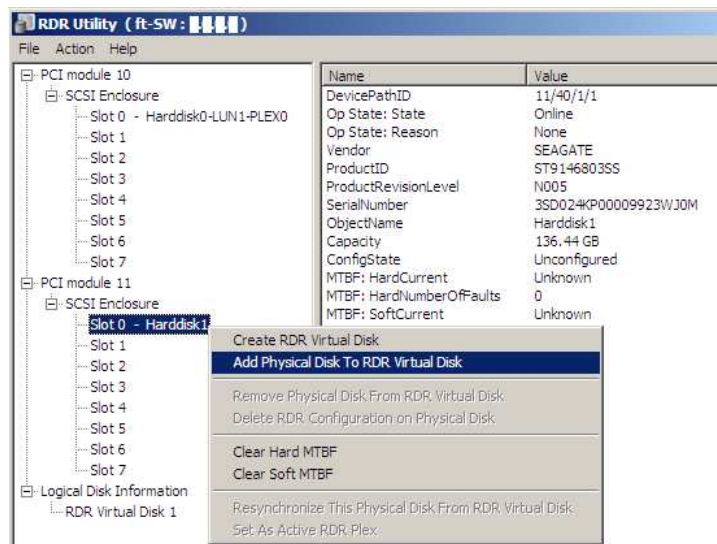 RDR Utility ( ft-SW : )
File Action Help
PCI module 10
SCSI Enclosure
Slot 0 - Harddisk0-LUN1-PLEX0
Slot 1
Slot 2
Slot 3
Slot 4
Slot 5
Slot 6
Slot 7
PCI module 11
SCSI Enclosure
Slot 0 - Harddisk1
Slot 1
Slot 2
Slot 3
Slot 4
Slot 5
Slot 6
Slot 7
Logical Disk Information
RDR Virtual Disk 1
Name Value
DevicePathID 11/40/1/1
Op State: State Online
Op State: Reason None
Vendor SEAGATE
ProductID ST9146803SS
ProductRevisionLevel N005
SerialNumber 3SD024KP00009923WJ0M
ObjectName Harddisk1
Capacity 136.44 GB
ConfigState Unconfigured
MTBF: HardCurrent Unknown
MTBF: HardNumberOfFaults 0
MTBF: SoftCurrent Unknown
Create RDR Virtual Disk
Add Physical Disk To RDR Virtual Disk
Remove Physical Disk From RDR Virtual Disk
Delete RDR Configuration on Physical Disk
Clear Hard MTBF
Clear Soft MTBF
Resynchronize This Physical Disk From RDR Virtual Disk
Set As Active RDR Plex